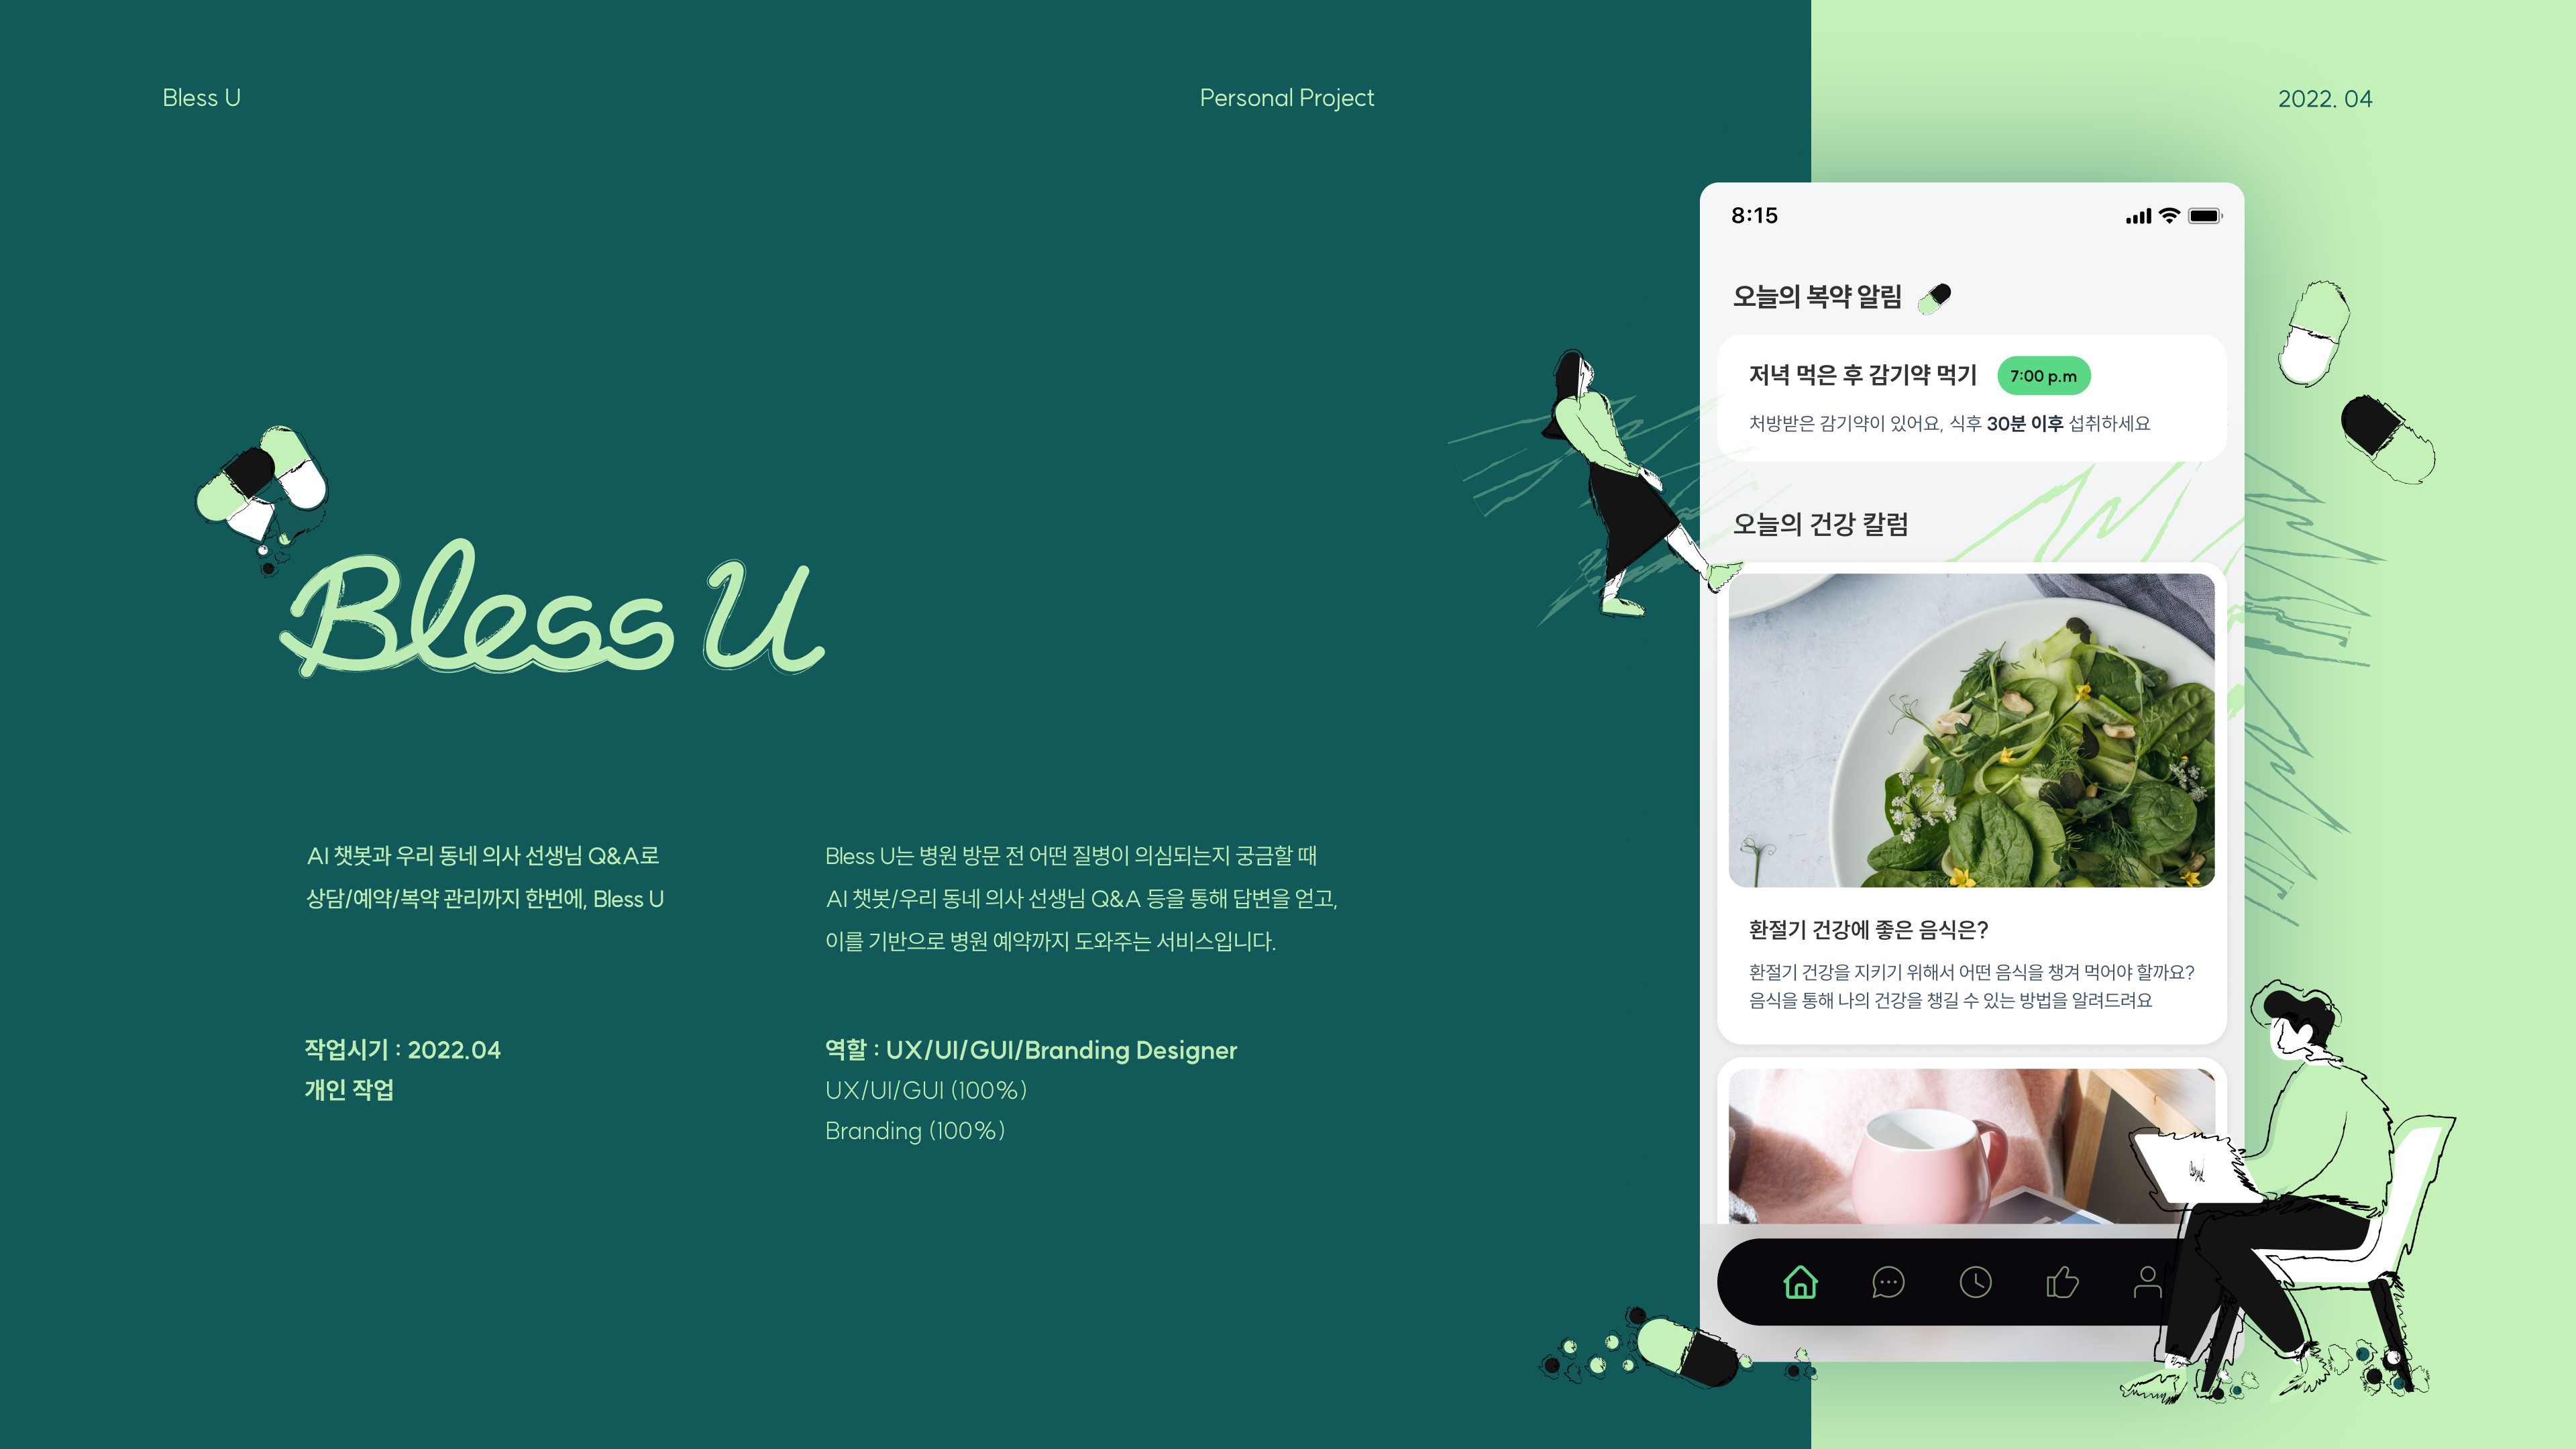 Bless U
Personal Project
2022. 04
Bless U
AI 챗봇과 우리 동네 의사 선생님 Q&A로
상담/예약/복약 관리까지 한번에, Bless U
Bless U는 병원 방문 전 어떤 질병이 의심되는지 궁금할 때
AI 챗봇/우리 동네 의사 선생님 Q&A 등을 통해 답변을 얻고,
이를 기반으로 병원 예약까지 도와주는 서비스입니다.
작업시기 : 2022.04
개인 작업
역할 : UX/UI/GUI/Branding Designer
UX/UI/GUI (100%)
Branding (100%)
8:15
오늘의 복약 알림
저녁 먹은 후 감기약 먹기 7:00 p.m
처방받은 감기약이 있어요, 식후 30분 이후 섭취하세요
오늘의 건강 칼럼
환절기 건강에 좋은 음식은?
환절기 건강을 지키기 위해서 어떤 음식을 챙겨 먹어야 할까요?
음식을 통해 나의 건강을 챙길 수 있는 방법을 알려드려요